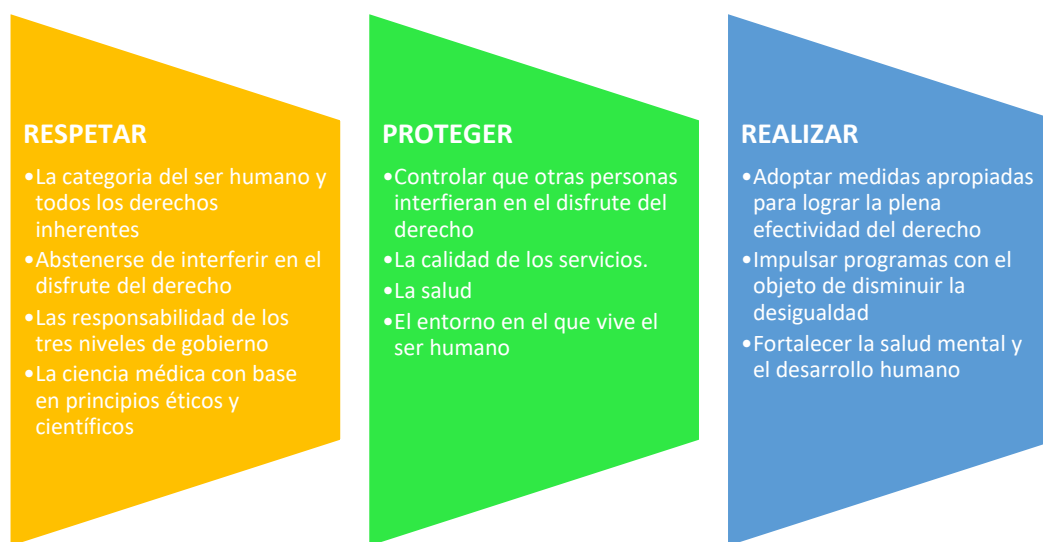 RESPETAR
•La categoria del ser humano y
todos los derechos
inherentes
•Abstenerse de interferir en el
disfrute del derecho
•Las responsabilidad de los
tres niveles de gobierno
•La ciencia médica con base
en principios éticos y
científicos
PROTEGER
•Controlar que otras personas
interfieran en el disfrute del
derecho
•La calidad de los servicios.
•La salud
•El entorno en el que vive el
ser humano
REALIZAR
•Adoptar medidas apropiadas
para lograr la plena
efectividad del derecho
•Impulsar programas con el
objeto de disminuir la
desigualdad
•Fortalecer la salud mental y
el desarrollo humano